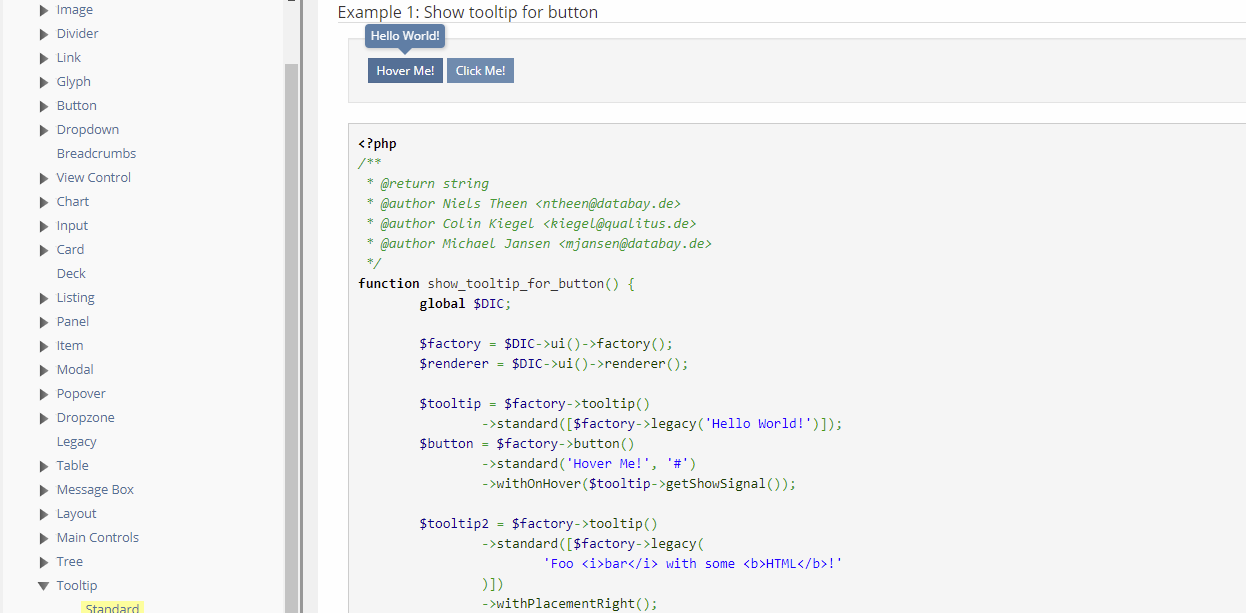 Image
Divider
Link
Glyph
Button
Dropdown
Breadcrumbs
View Control
Chart
Input
Card
Deck
Listing
Panel
Item
Modal
Popover
Dropzone
Legacy
Table
Message Box
Layout
Main Controls
Tree
Tooltip
Standard
Example 1: Show tooltip for button
Hello World!
Hover Me! Click Me!
<?php
/**
 * @return string
 * @author Niels Theen <ntheen@databay.de>
 * @author Colin Kiegel <kiegel@qualitus.de>
 * @author Michael Jansen <mjansen@databay.de>
 */
function show_tooltip_for_button() {
        global $DIC;
        $factory = $DIC->ui()->factory();
        $renderer = $DIC->ui()->renderer();
        $tooltip = $factory->tooltip()
                ->standard([$factory->legacy('Hello World!')]);
        $button = $factory->button()
                ->standard('Hover Me!', '#')
                ->withOnHover($tooltip->getShowSignal());
        $tooltip2 = $factory->tooltip()
                ->standard([$factory->legacy(
                        'Foo <i>bar</i> with some <b>HTML</b>!'
                )])
                ->withPlacementRight();